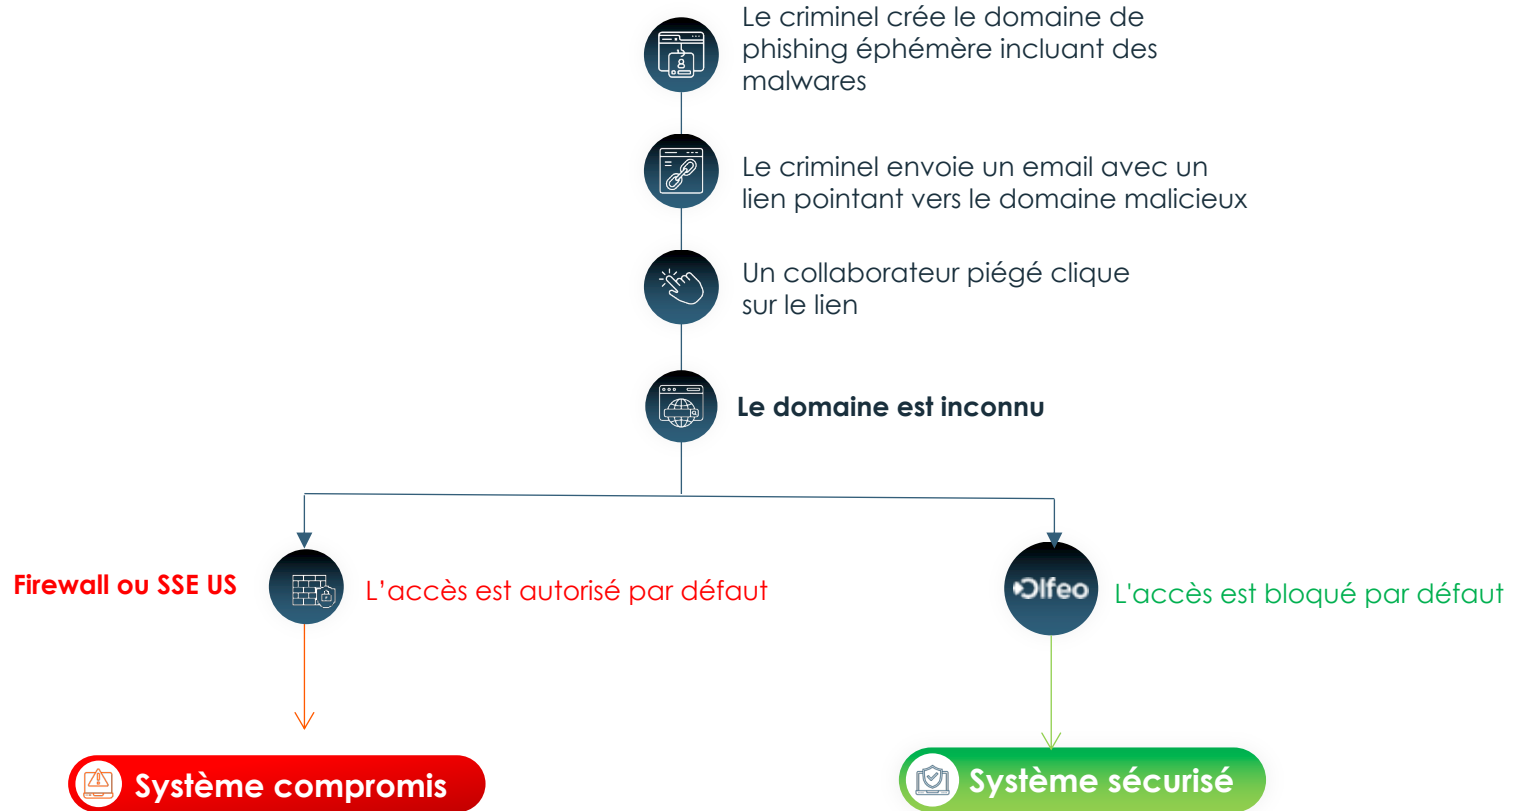 Le criminel crée le domaine de
phishing éphémère incluant des
malwares
Le criminel envoie un email avec un
lien pointant vers le domaine malicieux
Un collaborateur piégé clique
sur le lien
Le domaine est inconnu
Firewall ou SSE US
L’accès est autorisé par défaut
Olfeo
L'accès est bloqué par défaut
Système compromis
Système sécurisé